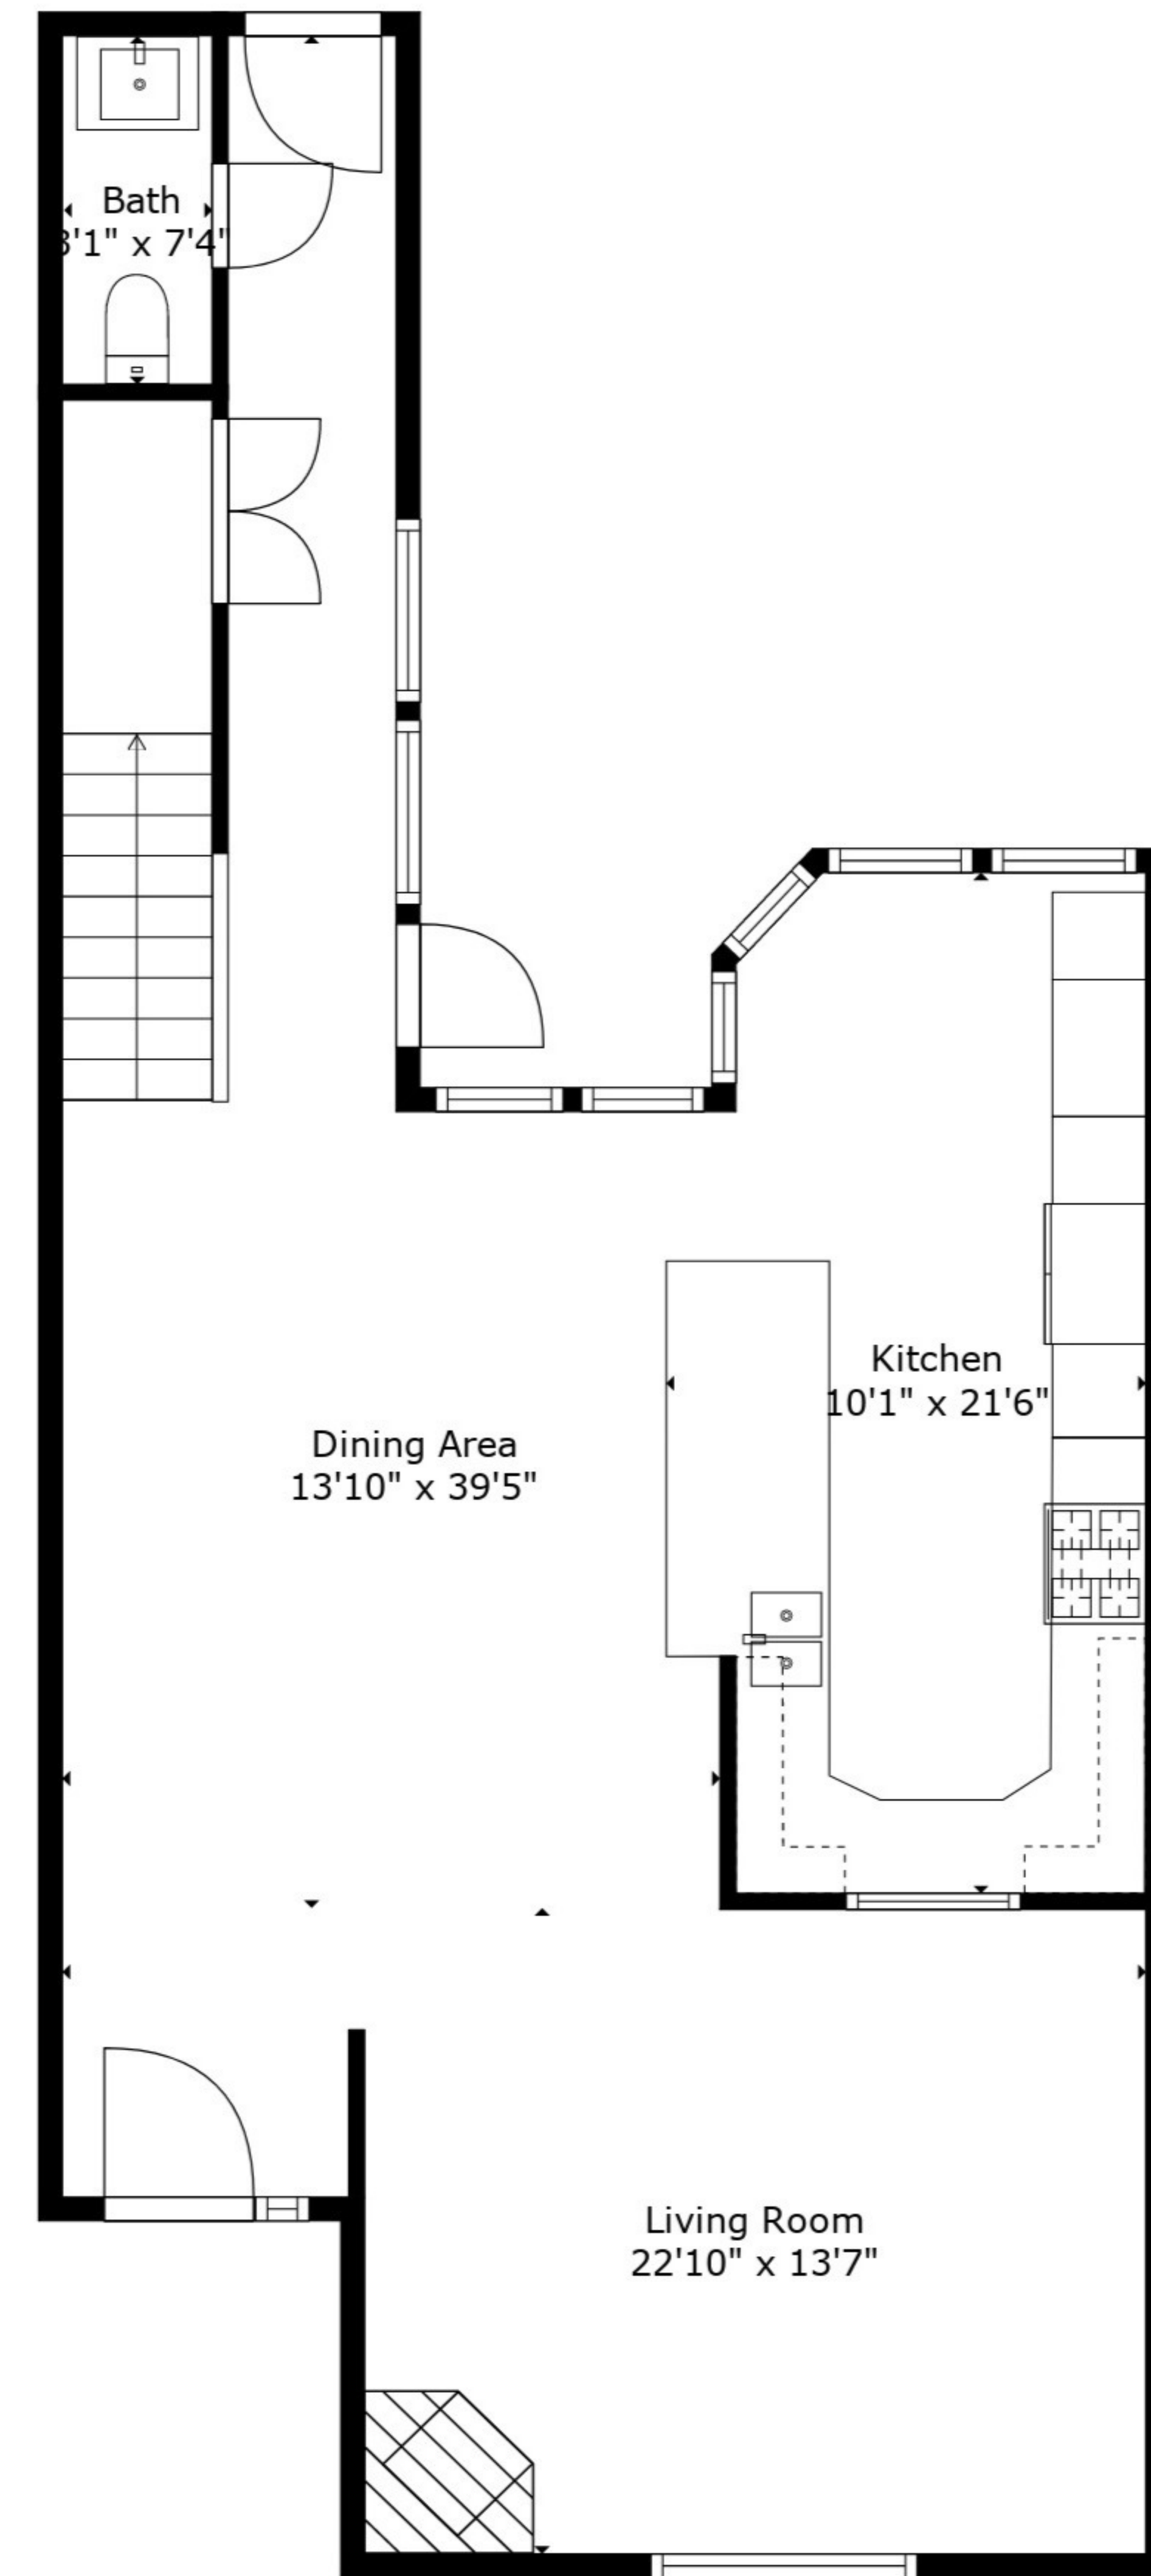 Bath
3'1" x 7'4"
Kitchen
10'1" x 21'6"
Dining Area
13'10" x 39'5"
Living Room
22'10" x 13'7"